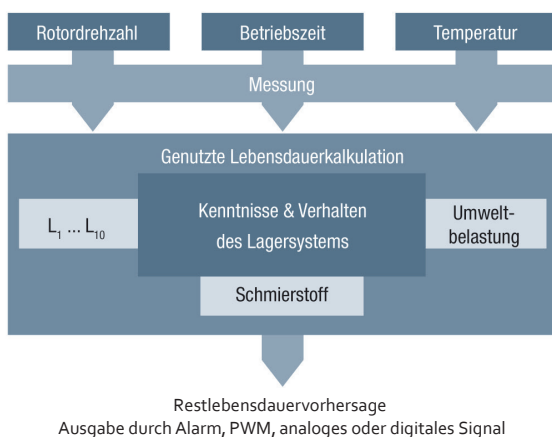 Rotordrehzahl
Betriebszeit
Temperatur
Messung
Genutzte Lebensdauerkalkulation
L1 ... L10
Kenntnisse & Verhalten
des Lagersystems
Umwelt-
belastung
Schmierstoff
Restlebensdauervorhersage
Ausgabe durch Alarm, PWM, analoges oder digitales Signal